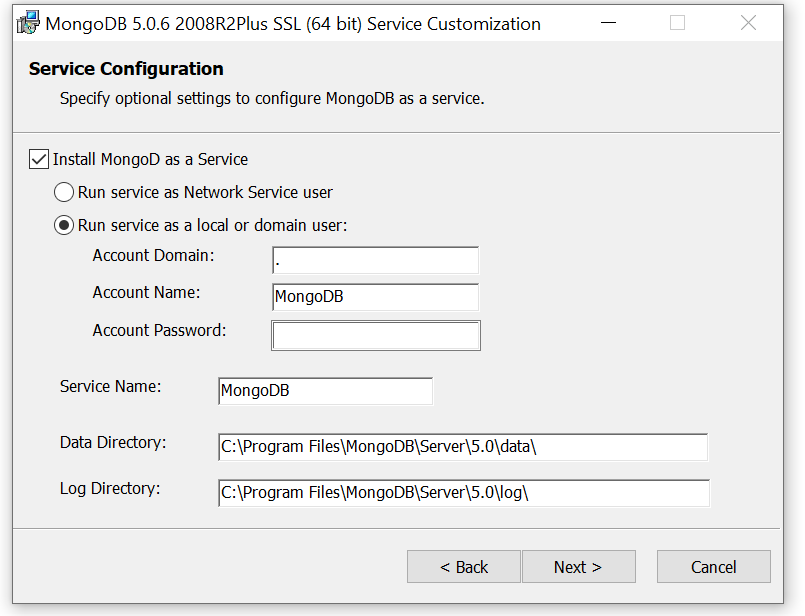 MongoDB 5.0.6 2008R2Plus SSL (64 bit) Service Customization
Service Configuration
Specify optional settings to configure MongoDB as a service.
Install MongoD as a Service
Run service as Network Service user
Run service as a local or domain user:
Account Domain: .
Account Name: MongoDB
Account Password:
Service Name: MongoDB
Data Directory: C:\Program Files\MongoDB\Server\5.0\data\
Log Directory: C:\Program Files\MongoDB\Server\5.0\log\
< Back Next > Cancel